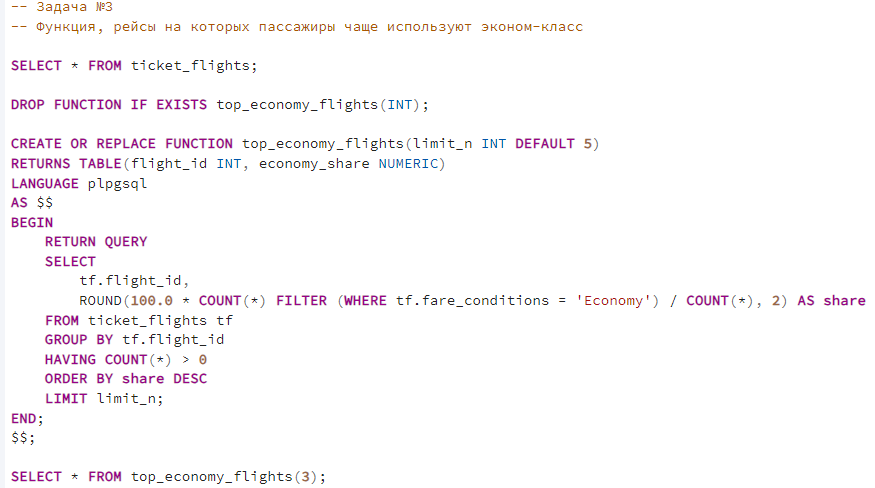 -- Задача №3
-- Функция, рейсы на которых пассажиры чаще используют эконом-класс
SELECT * FROM ticket_flights;
DROP FUNCTION IF EXISTS top_economy_flights(INT);
CREATE OR REPLACE FUNCTION top_economy_flights(limit_n INT DEFAULT 5)
RETURNS TABLE(flight_id INT, economy_share NUMERIC)
LANGUAGE plpgsql
AS $$
BEGIN
    RETURN QUERY
    SELECT
        tf.flight_id,
        ROUND(100.0 * COUNT(*) FILTER (WHERE tf.fare_conditions = 'Economy') / COUNT(*), 2) AS share
    FROM ticket_flights tf
    GROUP BY tf.flight_id
    HAVING COUNT(*) > 0
    ORDER BY share DESC
    LIMIT limit_n;
END;
$$;
SELECT * FROM top_economy_flights(3);